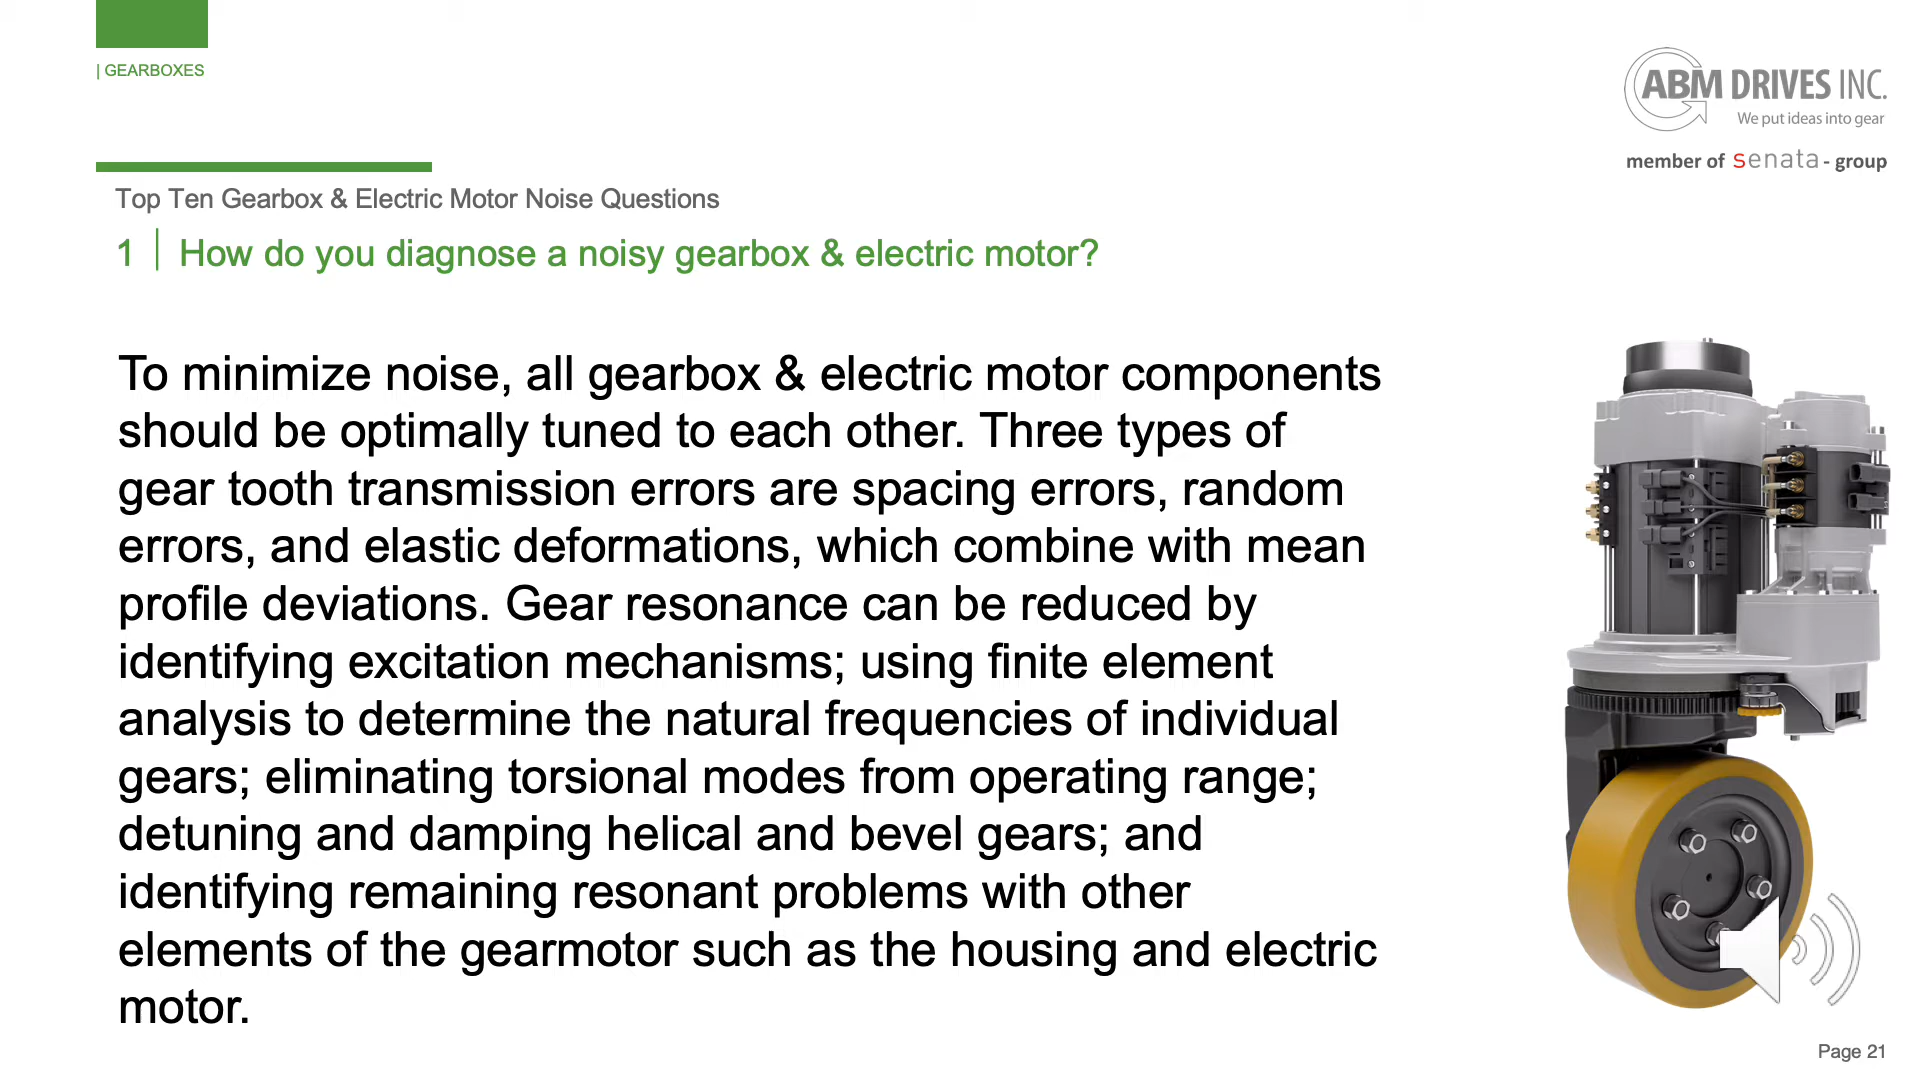 | GEARBOXES
ABM DRIVES INC.
We put ideas into gear
member of senata - group
Top Ten Gearbox & Electric Motor Noise Questions
1 | How do you diagnose a noisy gearbox & electric motor?
To minimize noise, all gearbox & electric motor components
should be optimally tuned to each other. Three types of
gear tooth transmission errors are spacing errors, random
errors, and elastic deformations, which combine with mean
profile deviations. Gear resonance can be reduced by
identifying excitation mechanisms; using finite element
analysis to determine the natural frequencies of individual
gears; eliminating torsional modes from operating range;
detuning and damping helical and bevel gears; and
identifying remaining resonant problems with other
elements of the gearmotor such as the housing and electric
motor.
Page 21